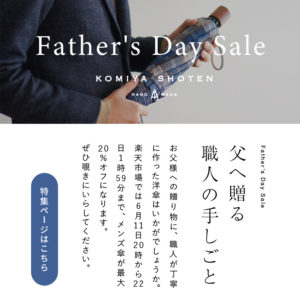 Father's Day Sale
KOMIYA SHOTEN
HAND MADE
Father's Day Sale
父へ贈る
職人の手しごと
お父様への贈り物に、職人が丁寧
に作った洋傘はいかがでしょうか。
楽天市場では6月11日20時から22
日1時59分まで、メンズ傘が最大
20%オフになります。
ぜひ覗きにいらしてください。
特集ページはこちら